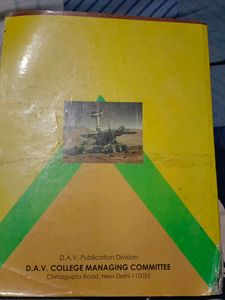 D.A.V. Publication Division
D.A.V. COLLEGE MANAGING COMMITTEE
Chitragupta Road, New Delhi-110055